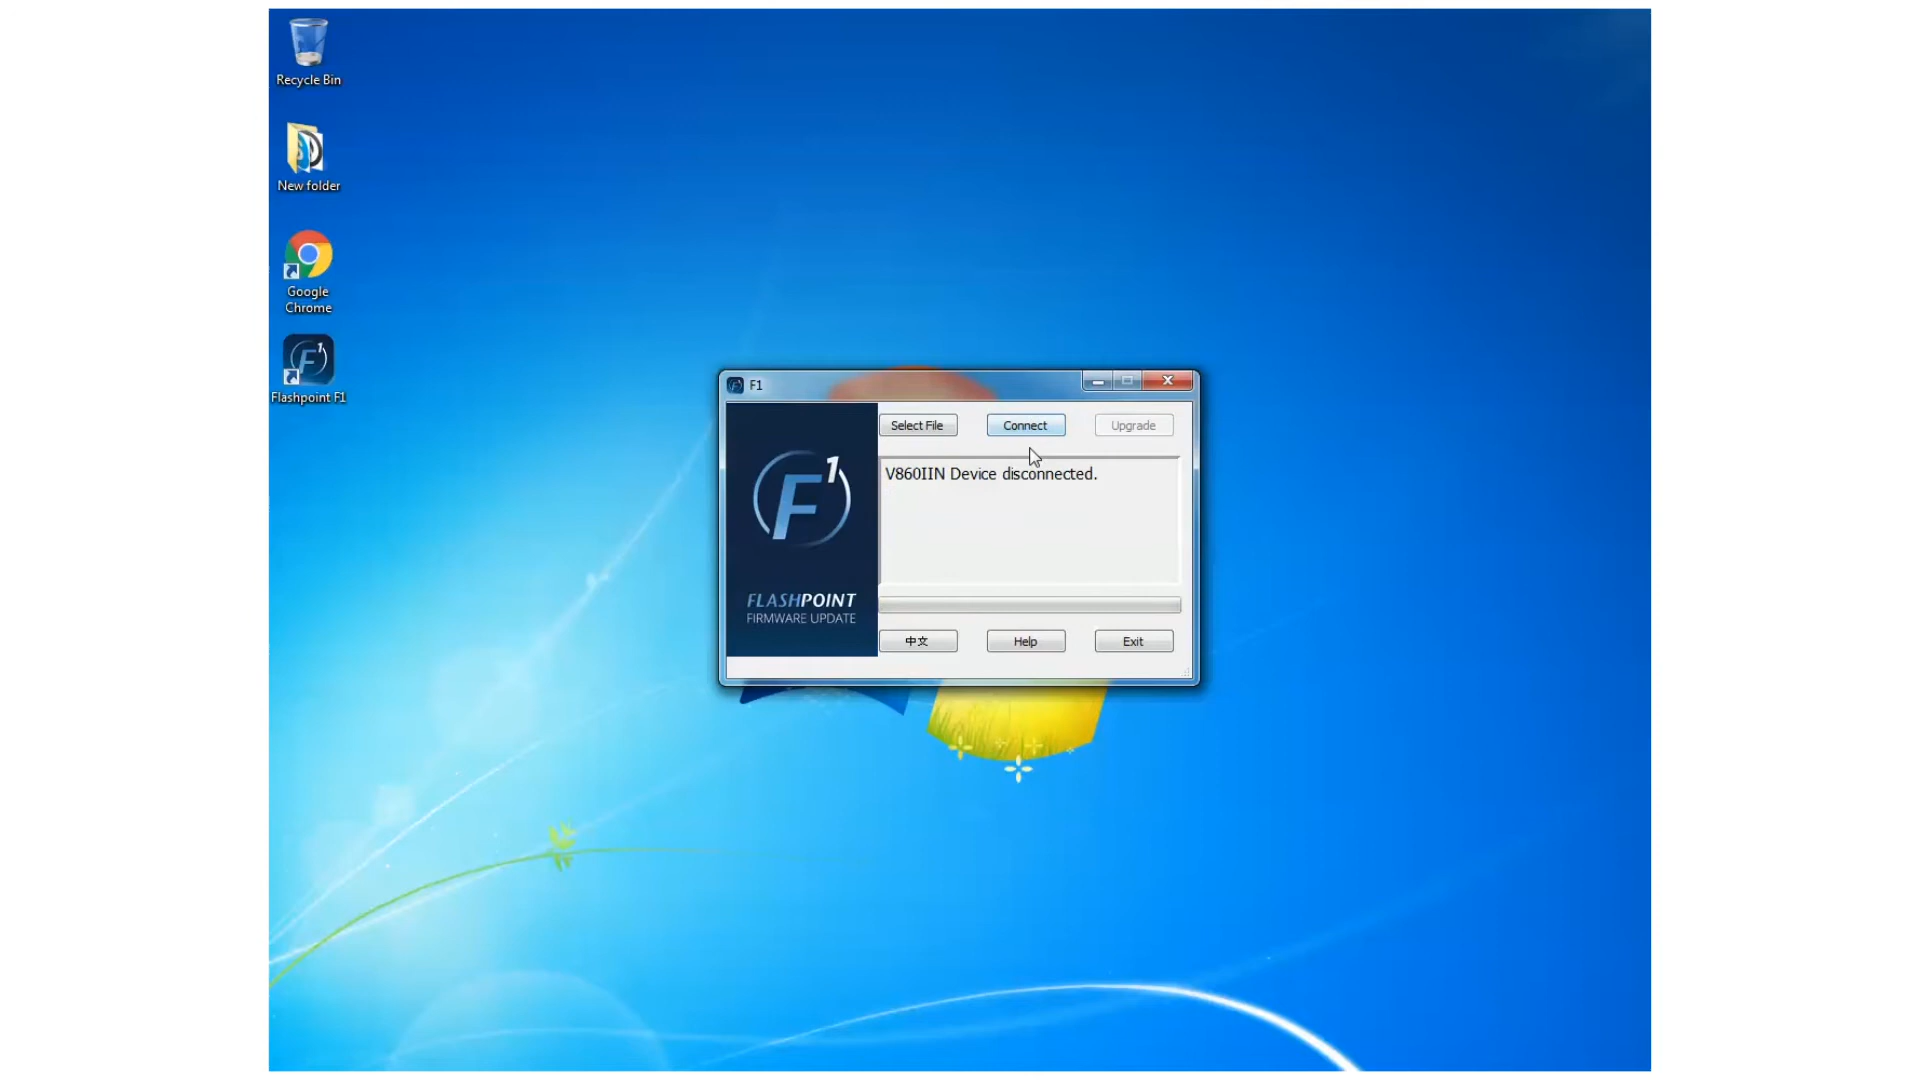 Recycle Bin
New folder
Google
Chrome
Flashpoint F1
F1
Select File
Connect
Upgrade
V860IIN Device disconnected.
F1
FLASHPOINT
FIRMWARE UPDATE
中文
Help
Exit